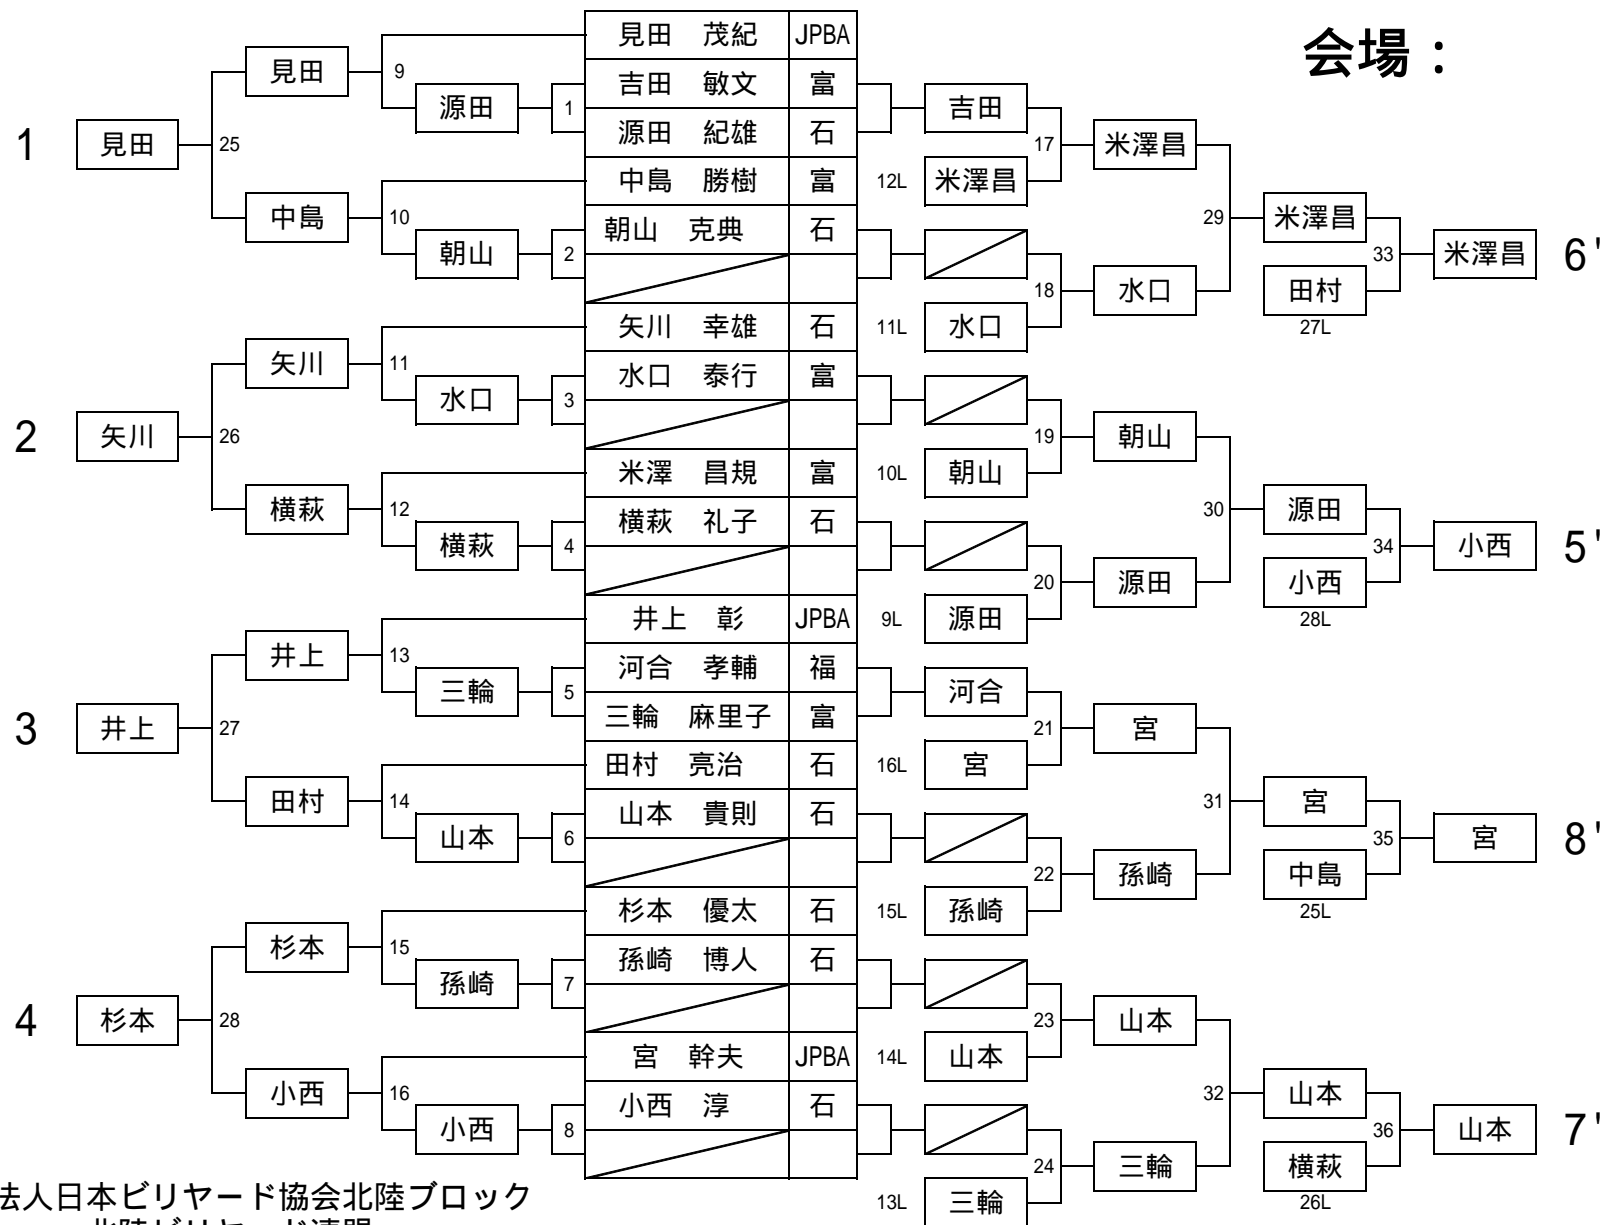 会場：
見田　茂紀 JPBA
見田 9 吉田　敏文 富
源田 1 吉田
1 見田 25 源田　紀雄 石 17 米澤昌
中島　勝樹 富 12L 米澤昌
中島 10 朝山　克典 石 29 米澤昌
朝山 2 33 米澤昌 6'
18 水口 田村
矢川　幸雄 石 11L 水口 27L
矢川 11 水口　泰行 富
水口 3
2 矢川 26 19 朝山
米澤　昌規 富 10L 朝山
横萩 12 横萩　礼子 石 30 源田
横萩 4 34 小西 5'
20 源田 小西
井上　彰 JPBA 9L 源田 28L
井上 13 河合　孝輔 福
三輪 5 河合
3 井上 27 三輪　麻里子 富 21 宮
田村　亮治 石 16L 宮
田村 14 山本　貴則 石 31 宮
山本 6 35 宮 8'
22 孫崎 中島
杉本　優太 石 15L 孫崎 25L
杉本 15 孫崎　博人 石
孫崎 7
4 杉本 28 23 山本
宮　幹夫 JPBA 14L 山本
小西 16 小西　淳 石 32 山本
小西 8 36 山本 7'
24 三輪 横萩
法人日本ビリヤード協会北陸ブロック 13L 三輪 26L
北陸ビリヤード連盟